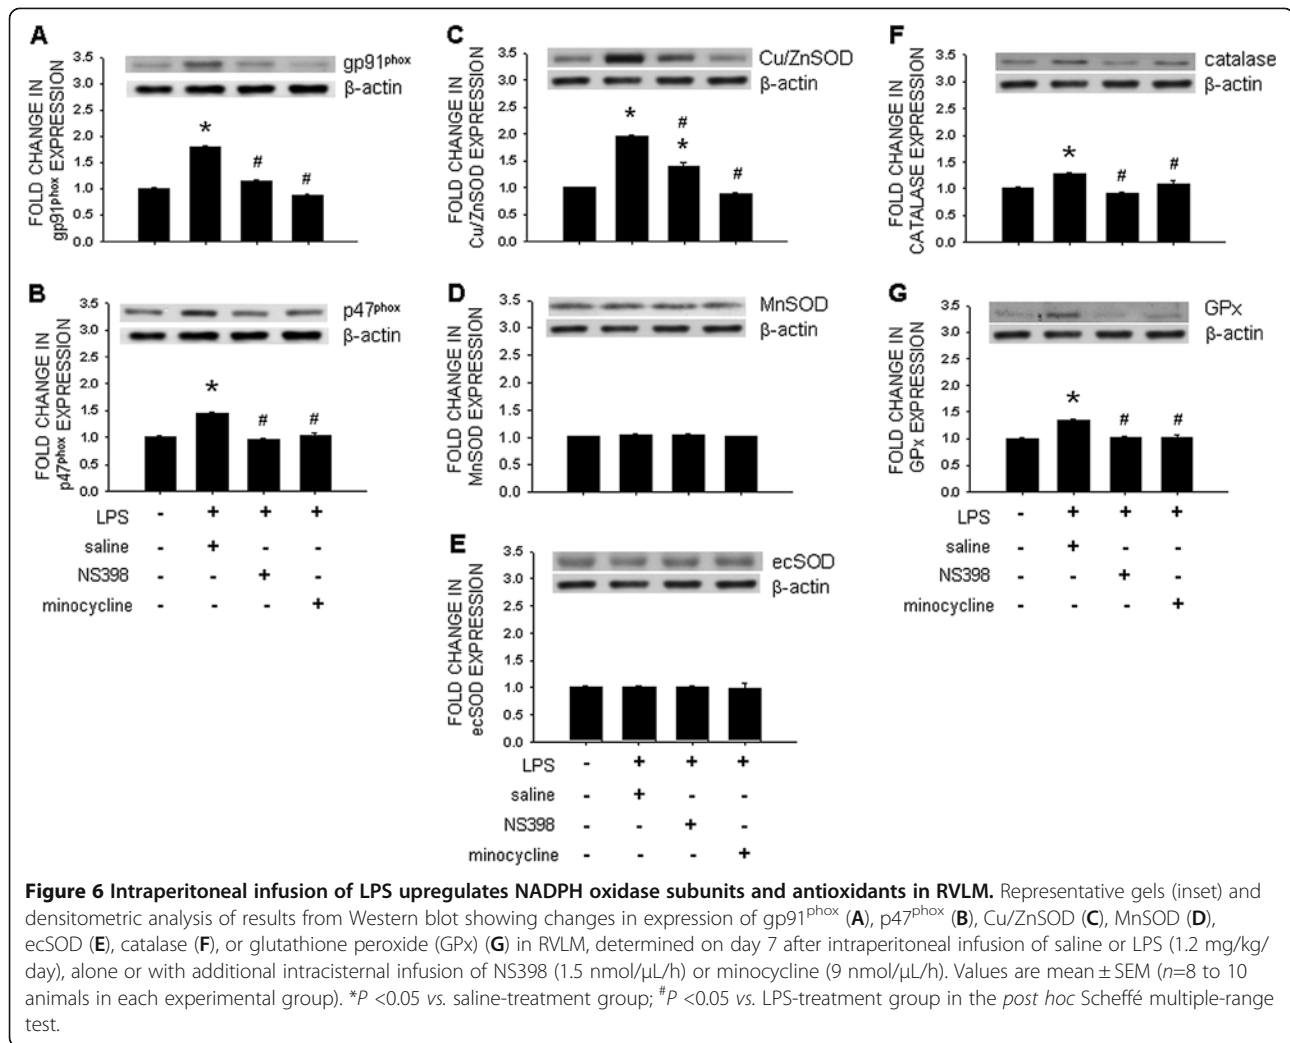 A
3.5
3.0
2.5
2.0
1.5
1.0
0.5
0.0
FOLD CHANGE IN
gp91phox EXPRESSION
gp91phox
β-actin
*
#
#
B
3.5
3.0
2.5
2.0
1.5
1.0
0.5
0.0
FOLD CHANGE IN
p47phox EXPRESSION
p47phox
β-actin
*
#
#
LPS - + + +
saline - + - -
NS398 - - + -
minocycline - - - +
C
3.5
3.0
2.5
2.0
1.5
1.0
0.5
0.0
FOLD CHANGE IN
Cu/ZnSOD EXPRESSION
Cu/ZnSOD
β-actin
*
#
*
#
D
3.5
3.0
2.5
2.0
1.5
1.0
0.5
0.0
FOLD CHANGE IN
MnSOD EXPRESSION
MnSOD
β-actin
E
3.5
3.0
2.5
2.0
1.5
1.0
0.5
0.0
FOLD CHANGE IN
ecSOD EXPRESSION
ecSOD
β-actin
LPS - + + +
saline - + - -
NS398 - - + -
minocycline - - - +
F
3.5
3.0
2.5
2.0
1.5
1.0
0.5
0.0
FOLD CHANGE IN
CATALASE EXPRESSION
catalase
β-actin
*
#
#
G
3.5
3.0
2.5
2.0
1.5
1.0
0.5
0.0
FOLD CHANGE IN
GPx EXPRESSION
GPx
β-actin
*
#
#
LPS - + + +
saline - + - -
NS398 - - + -
minocycline - - - +
Figure 6 Intraperitoneal infusion of LPS upregulates NADPH oxidase subunits and antioxidants in RVLM. Representative gels (inset) and
densitometric analysis of results from Western blot showing changes in expression of gp91phox (A), p47phox (B), Cu/ZnSOD (C), MnSOD (D),
ecSOD (E), catalase (F), or glutathione peroxide (GPx) (G) in RVLM, determined on day 7 after intraperitoneal infusion of saline or LPS (1.2 mg/kg/
day), alone or with additional intracisternal infusion of NS398 (1.5 nmol/μL/h) or minocycline (9 nmol/μL/h). Values are mean ± SEM (n=8 to 10
animals in each experimental group). *P <0.05 vs. saline-treatment group; #P <0.05 vs. LPS-treatment group in the post hoc Scheffé multiple-range
test.